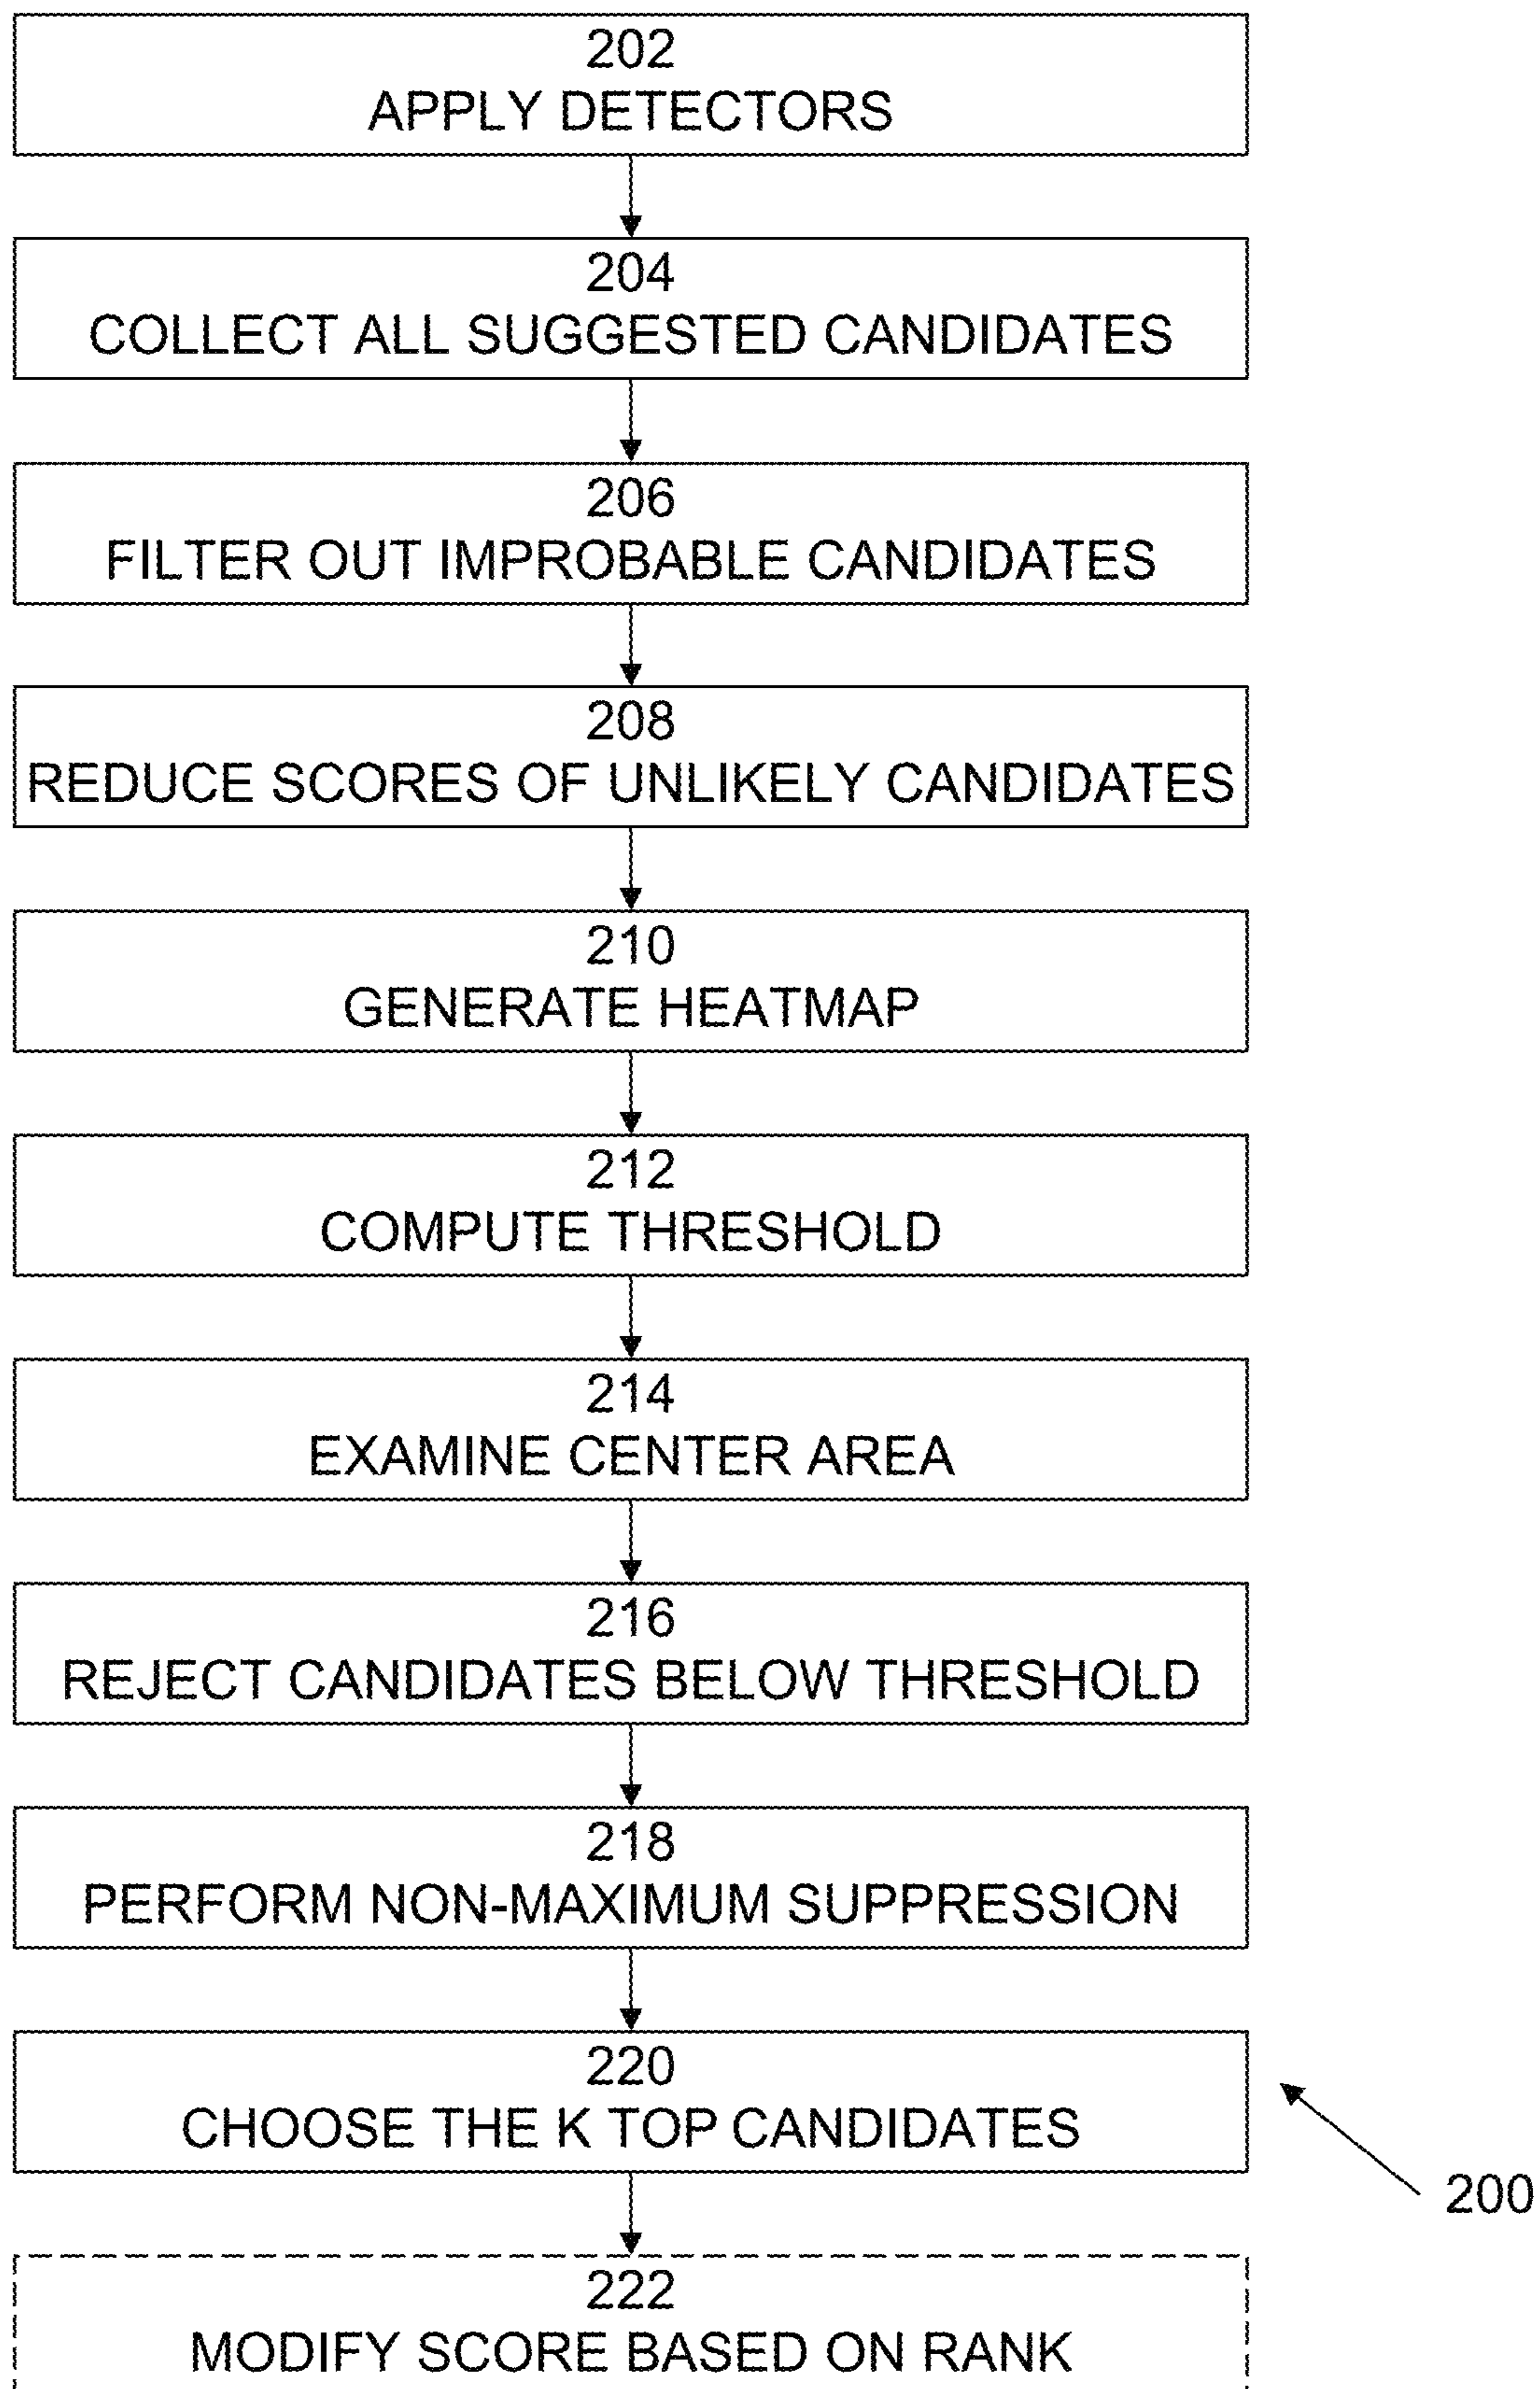 202
APPLY DETECTORS
204
COLLECT ALL SUGGESTED CANDIDATES
206
FILTER OUT IMPROBABLE CANDIDATES
208
REDUCE SCORES OF UNLIKELY CANDIDATES
210
GENERATE HEATMAP
212
COMPUTE THRESHOLD
214
EXAMINE CENTER AREA
216
REJECT CANDIDATES BELOW THRESHOLD
218
PERFORM NON-MAXIMUM SUPPRESSION
220
CHOOSE THE K TOP CANDIDATES
200
222
MODIFY SCORE BASED ON RANK